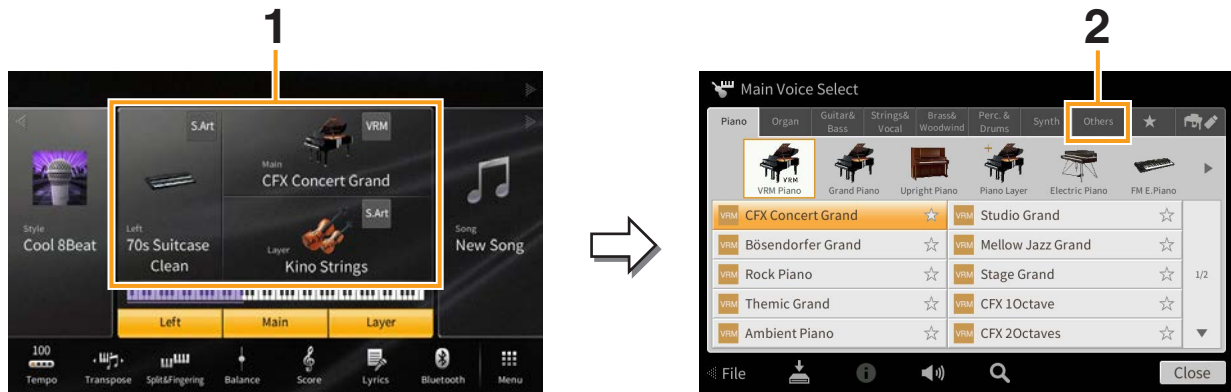 1
S.Art
VRM
Main
CFX Concert Grand
S.Art
Style
Cool 8Beat
Left
70s Suitcase
Clean
Layer
Kino Strings
Song
New Song
Left
Main
Layer
100
Tempo
Transpose
Split&Fingering
Balance
Score
Lyrics
Bluetooth
Menu
2
Main Voice Select
Piano
Organ
Guitar&
Bass
Strings&
Vocal
Brass&
Woodwind
Perc. &
Drums
Synth
Others
VRM
VRM Piano
Grand Piano
Upright Piano
Piano Layer
Electric Piano
FM E.Piano
VRM CFX Concert Grand
VRM Studio Grand
VRM Bösendorfer Grand
VRM Mellow Jazz Grand
VRM Rock Piano
VRM Stage Grand
1/2
VRM Themic Grand
VRM CFX 1Octave
VRM Ambient Piano
VRM CFX 2Octaves
File
Close